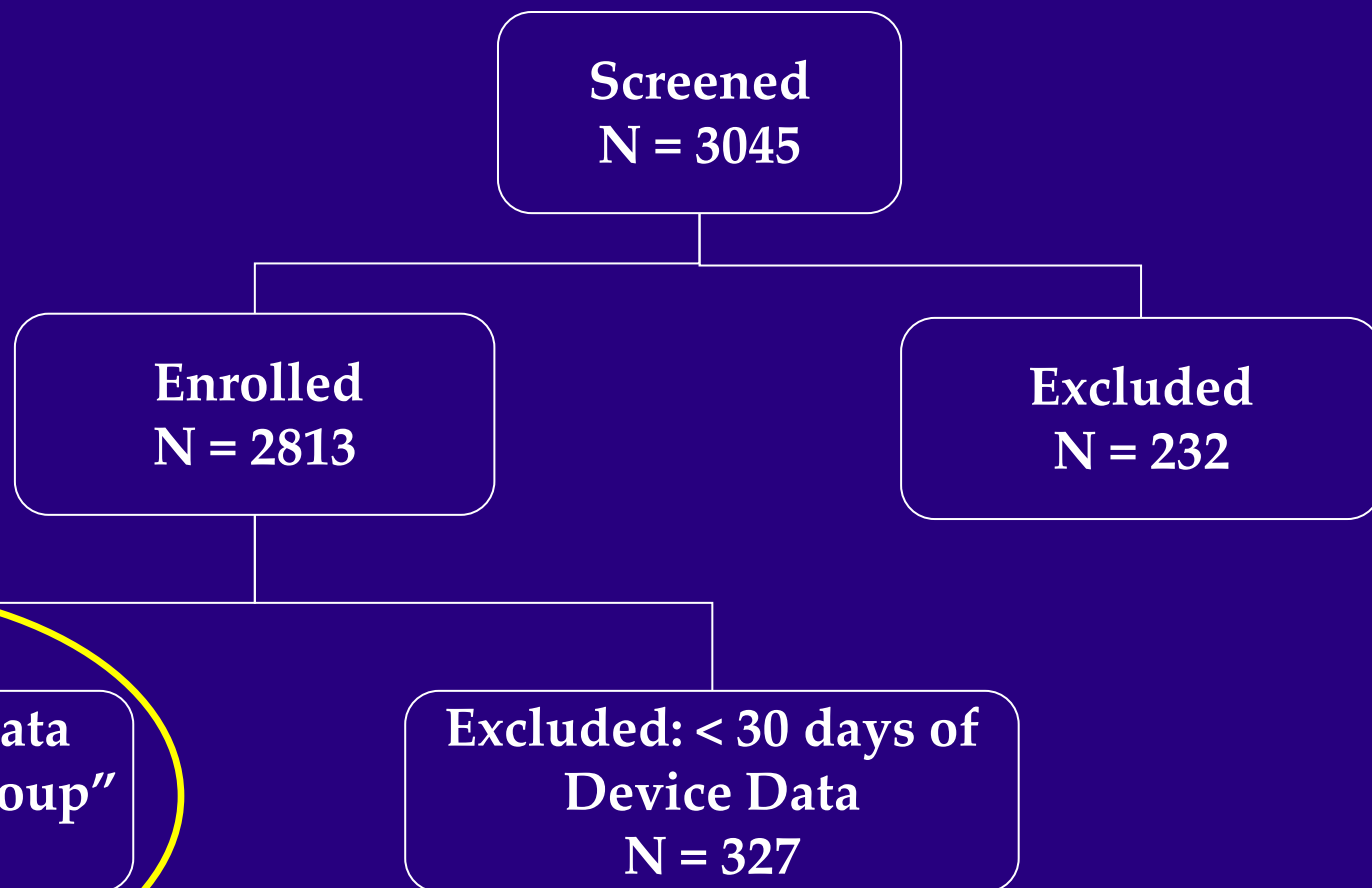 Screened
N = 3045
Enrolled
N = 2813
Excluded
N = 232
Excluded: < 30 days of
Device Data
N = 327